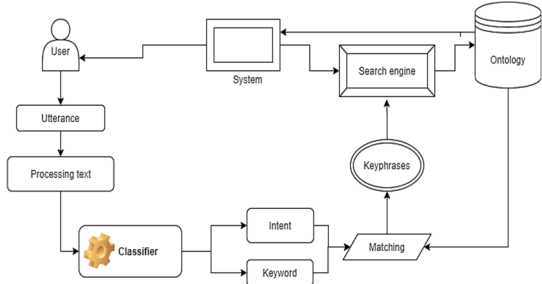 User
System
Search engine
Ontology
Utterance
Processing text
Keyphrases
Classifier
Intent
Keyword
Matching